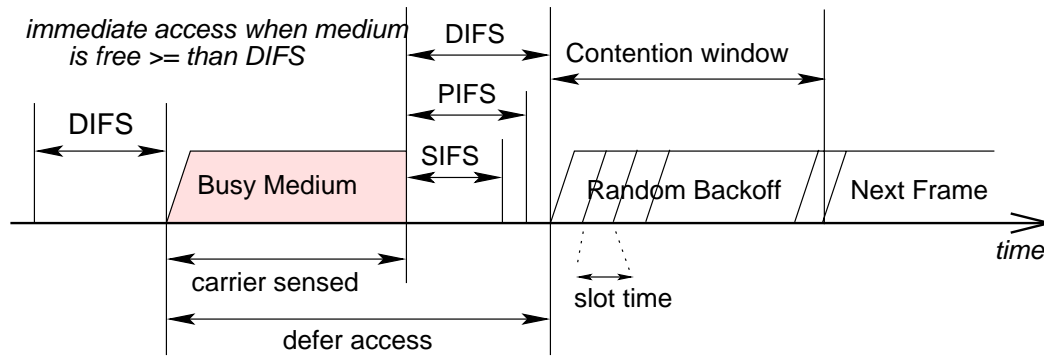 immediate access when medium
is free >= than DIFS
DIFS
DIFS
Contention window
PIFS
SIFS
Busy Medium
Random Backoff
Next Frame
time
carrier sensed
slot time
defer access